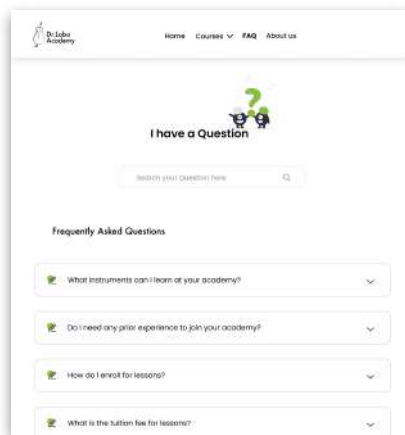 Dr.Loba
Academy
Home Courses FAQ About us
I have a Question
Search your Question here
Frequently Asked Questions
What instruments can I learn at your academy?
Do I need any prior experience to join your academy?
How do I enroll for lessons?
What is the tuition fee for lessons?